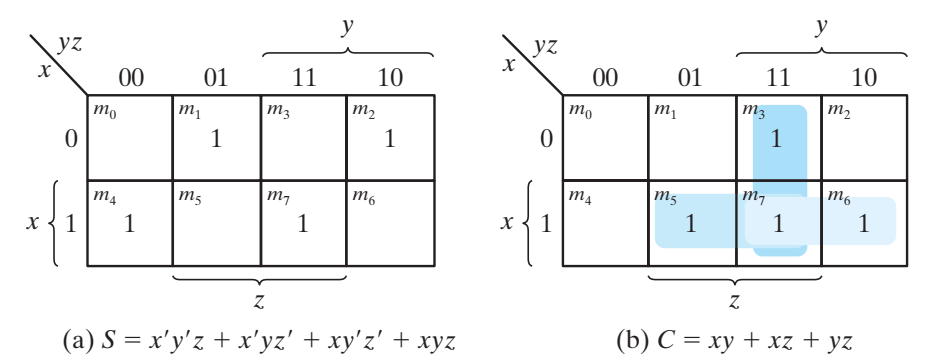 y y
yz yz
x x
00 01 11 10 00 01 11 10
m₀ m₁ m₃ m₂ m₀ m₁ m₃ m₂
0 1 1 0 1
m₄ m₅ m₇ m₆ m₄ m₅ m₇ m₆
x 1 1 1 x 1 1 1 1
z z
(a) S = x′y′z + x′yz′ + xy′z′ + xyz (b) C = xy + xz + yz